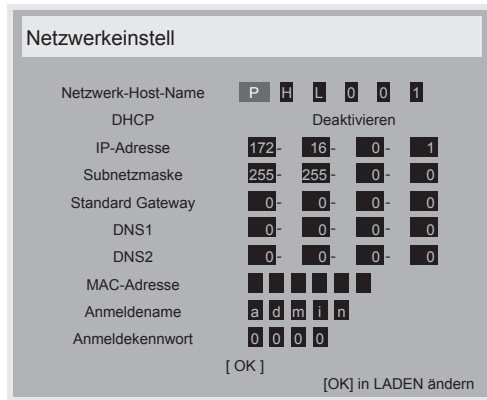 Netzwerkeinstell
Netzwerk-Host-Name P H L 0 0 1
DHCP Deaktivieren
IP-Adresse 172- 16- 0- 1
Subnetzmaske 255- 255- 0- 0
Standard Gateway 0- 0- 0- 0
DNS1 0- 0- 0- 0
DNS2 0- 0- 0- 0
MAC-Adresse
Anmeldename a d m i n
Anmeldekennwort 0 0 0 0
[ OK ]
[OK] in LADEN ändern